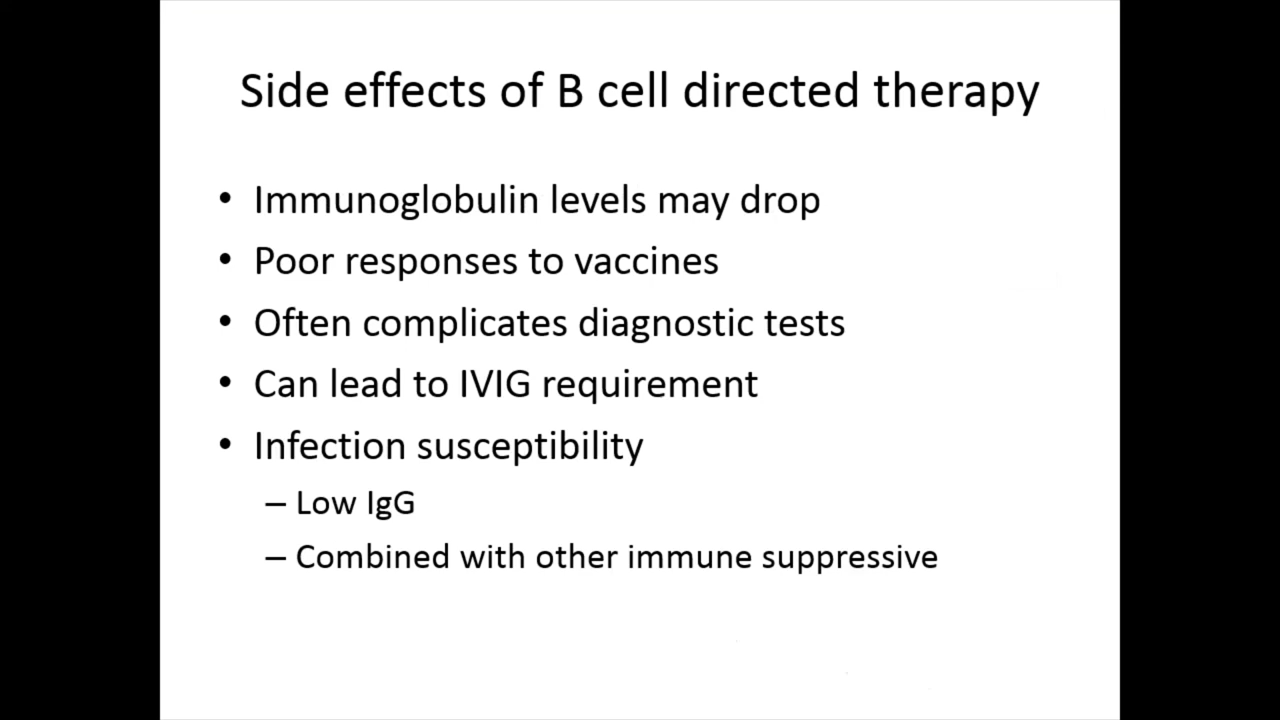 Side effects of B cell directed therapy
• Immunoglobulin levels may drop
• Poor responses to vaccines
• Often complicates diagnostic tests
• Can lead to IVIG requirement
• Infection susceptibility
– Low IgG
– Combined with other immune suppressive